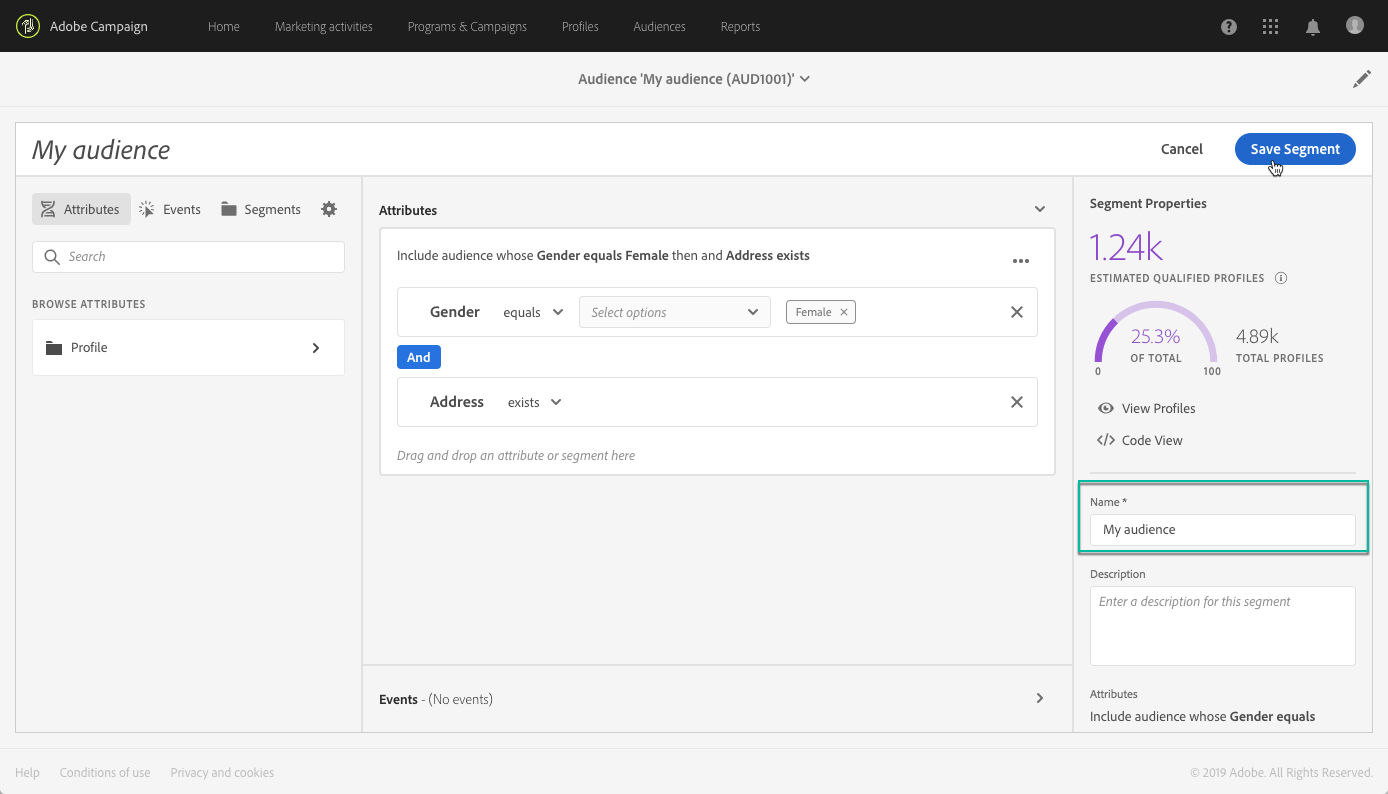 Adobe Campaign Home Marketing activities Programs & Campaigns Profiles Audiences Reports
Audience 'My audience (AUD1001)'
My audience
Cancel Save Segment
Attributes Events Segments
Search
BROWSE ATTRIBUTES
Profile
Attributes
Include audience whose Gender equals Female then and Address exists
Gender equals Select options Female
And
Address exists
Drag and drop an attribute or segment here
Events - (No events)
Segment Properties
1.24k
ESTIMATED QUALIFIED PROFILES
25.3% 4.89k
OF TOTAL TOTAL PROFILES
0 100
View Profiles
Code View
Name *
My audience
Description
Enter a description for this segment
Attributes
Include audience whose Gender equals
Help Conditions of use Privacy and cookies © 2019 Adobe. All Rights Reserved.